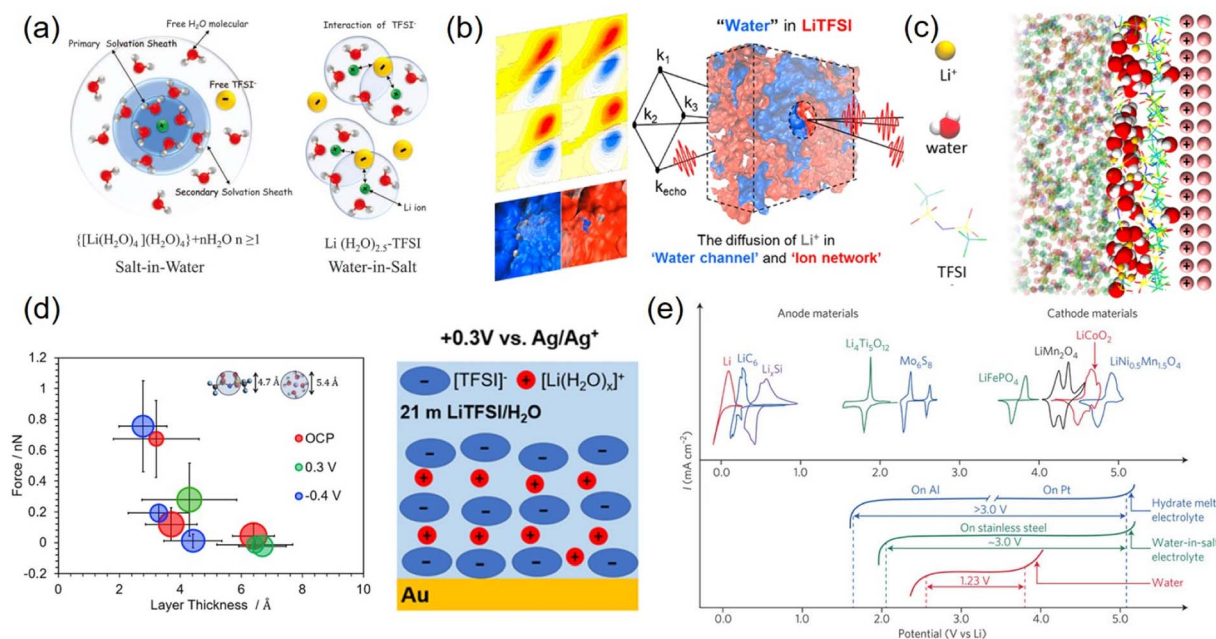 (a)
Free H₂O molecular
Primary Solvation Sheath
Free TFSI⁻
Secondary Solvation Sheath
{[Li(H₂O)₄](H₂O)₄}+nH₂O n ≥1
Salt-in-Water
Interaction of TFSI⁻
Li ion
Li (H₂O)₂.₅-TFSI
Water-in-Salt
(b)
"Water" in LiTFSI
k₁
k₂
k₃
kecho
The diffusion of Li⁺ in
'Water channel' and 'Ion network'
(c)
Li⁺
water
TFSI
-
(d)
Force / nN
1.2
1
0.8
0.6
0.4
0.2
0
-0.2
0 2 4 6 8 10
Layer Thickness / Å
4.7 Å
5.4 Å
OCP
0.3 V
-0.4 V
+0.3V vs. Ag/Ag⁺
[TFSI]⁻
[Li(H₂O)ₓ]⁺
21 m LiTFSI/H₂O
Au
(e)
Anode materials
Cathode materials
Li
LiC₆
LiₓSi
Li₄Ti₅O₁₂
Mo₆S₈
LiFePO₄
LiMn₂O₄
LiCoO₂
LiNi₀.₅Mn₁.₅O₄
I (mA cm⁻²)
0.0 1.0 2.0 3.0 4.0 5.0
On Al
On Pt
>3.0 V
Hydrate melt
electrolyte
On stainless steel
~3.0 V
Water-in-salt
electrolyte
1.23 V
Water
0.0 1.0 2.0 3.0 4.0 5.0
Potential (V vs Li)